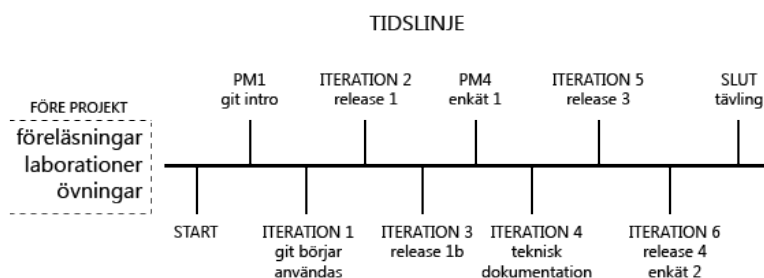 TIDSLINJE
FÖRE PROJEKT
föreläsningar
laborationer
övningar
PM1
git intro
ITERATION 2
release 1
PM4
enkät 1
ITERATION 5
release 3
SLUT
tävling
START
ITERATION 1
git börjar
användas
ITERATION 3
release 1b
ITERATION 4
teknisk
dokumentation
ITERATION 6
release 4
enkät 2